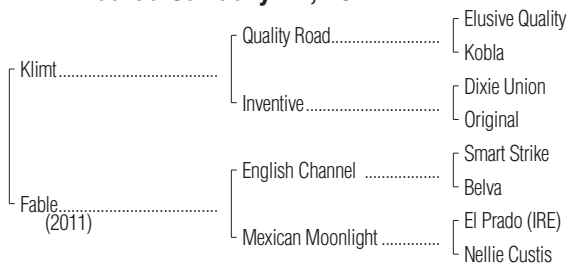 Elusive Quality
Quality Road
Kobla
Klimt
Dixie Union
Inventive
Original
Smart Strike
English Channel
Belva
Fable
(2011)
El Prado (IRE)
Mexican Moonlight
Nellie Custis